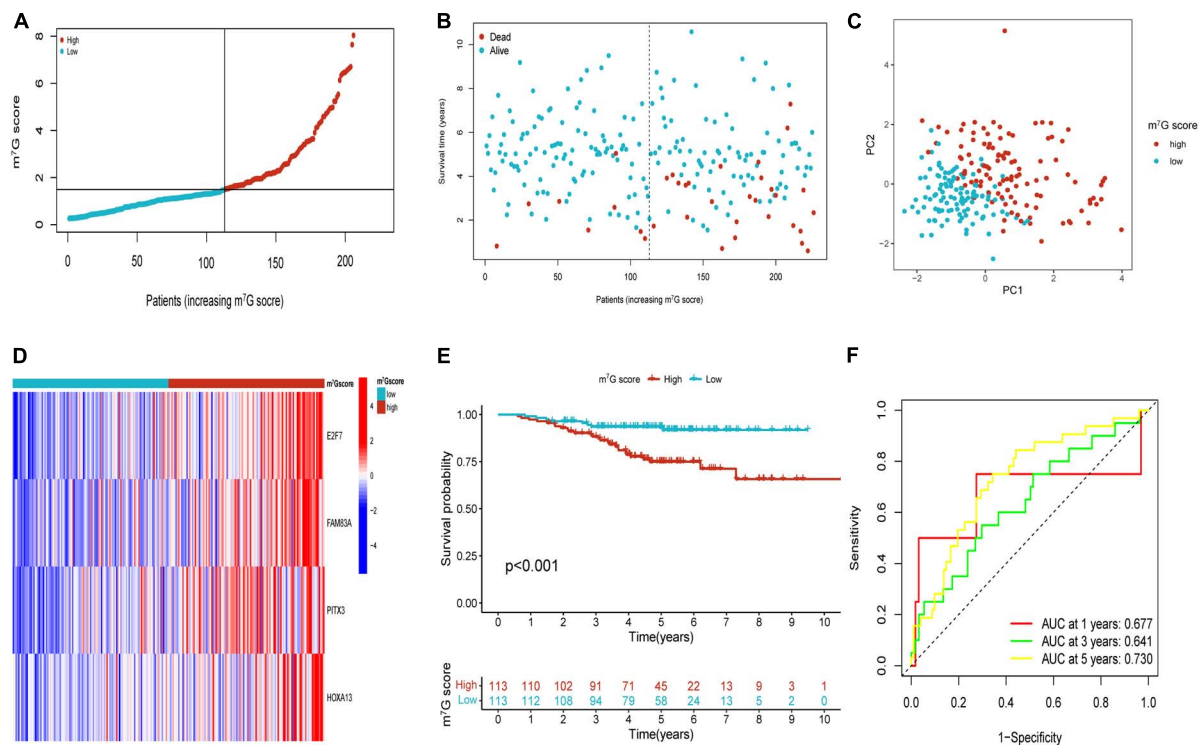 A
High
Low
m⁷G score
8
6
4
2
0
0 50 100 150 200
Patients (increasing m⁷G socre)
B
Dead
Alive
Survival time (years)
10
8
6
4
2
0 50 100 150 200
Patients (increasing m⁷G socre)
C
PC2
4
2
0
−2
−2 0 2 4
PC1
m⁷G score
high
low
D
m⁷Gscore
E2F7
FAM83A
PITX3
HOXA13
4
2
0
−2
−4
m⁷Gscore
low
high
E
m⁷G score High Low
Survival probability
1.00
0.75
0.50
0.25
0.00
p<0.001
0 1 2 3 4 5 6 7 8 9 10
Time(years)
m⁷G score
High 113 110 102 91 71 45 22 13 9 3 1
Low 113 112 108 94 79 58 24 13 5 2 0
0 1 2 3 4 5 6 7 8 9 10
Time(years)
F
Sensitivity
1.0
0.8
0.6
0.4
0.2
0.0
AUC at 1 years: 0.677
AUC at 3 years: 0.641
AUC at 5 years: 0.730
0.0 0.2 0.4 0.6 0.8 1.0
1−Specificity